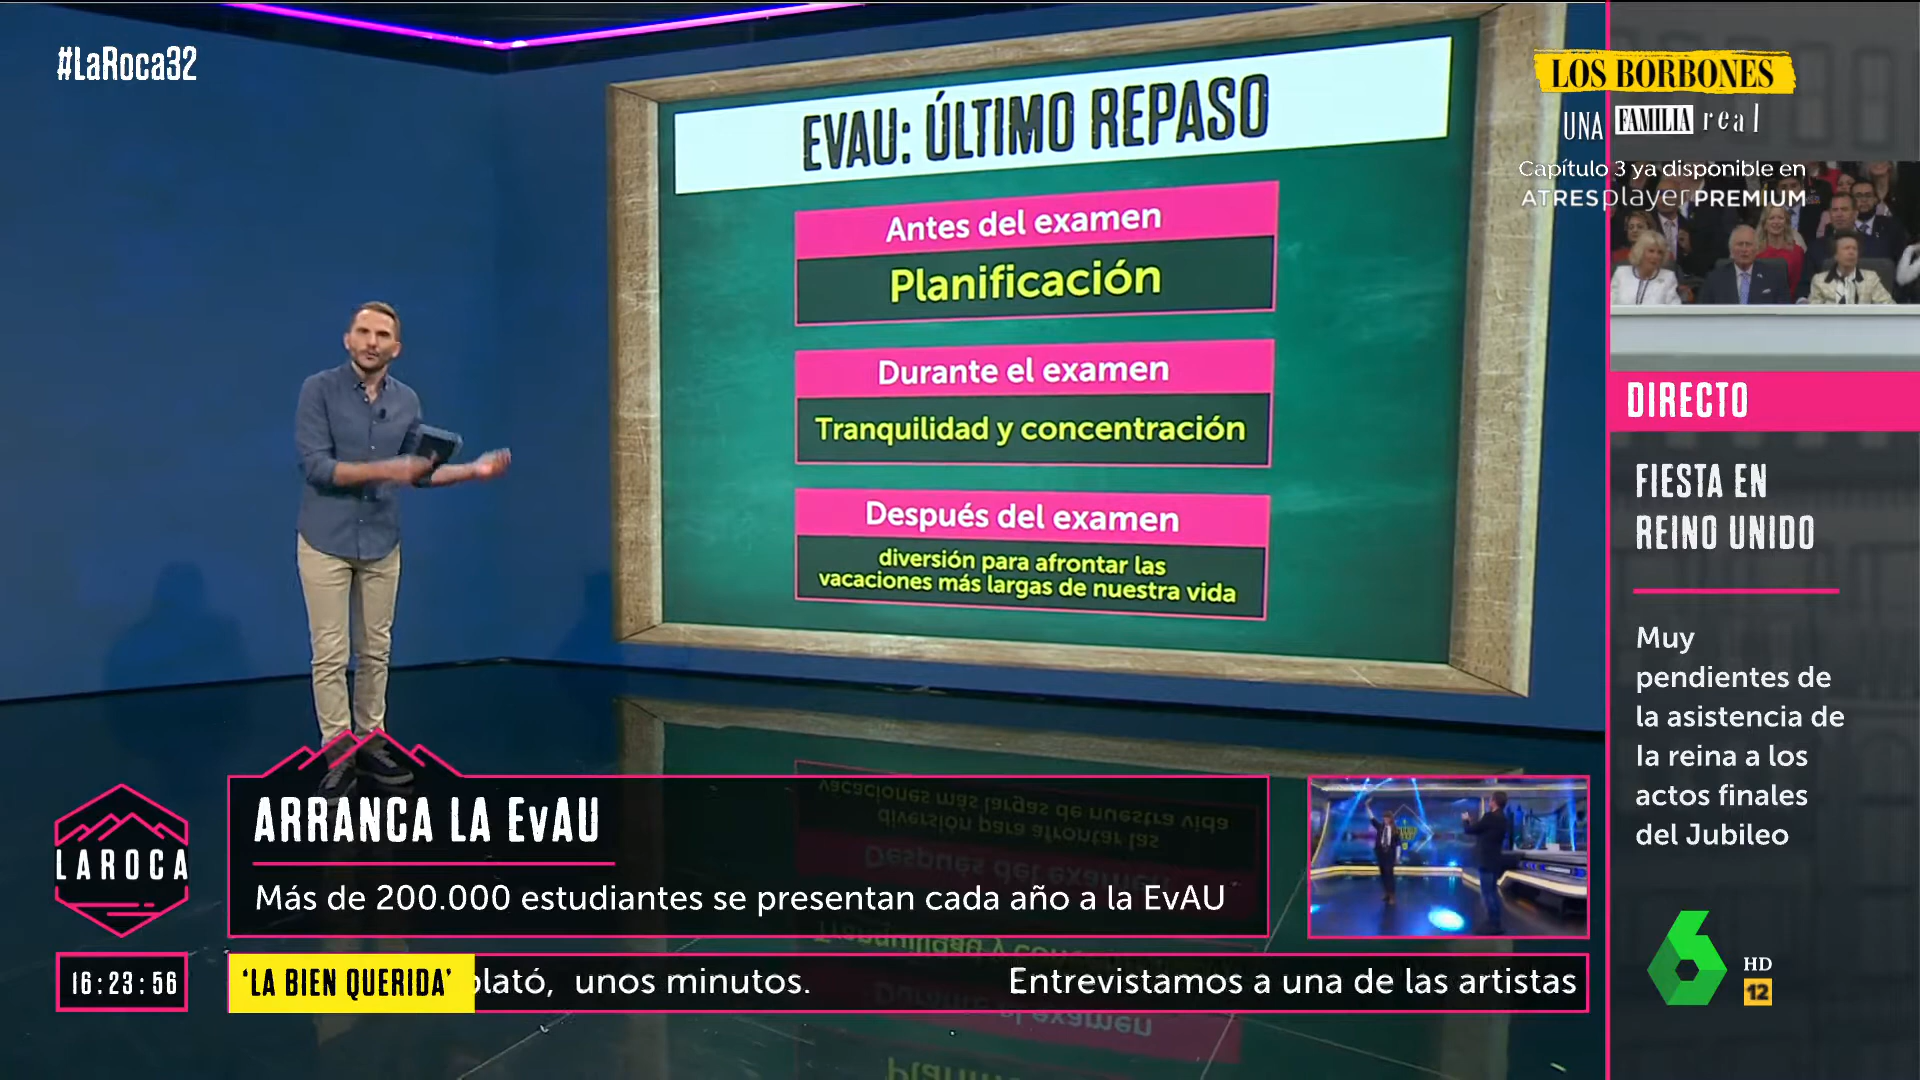 #LaRoca32
EVAU: ÚLTIMO REPASO
Antes del examen
Planificación
Durante el examen
Tranquilidad y concentración
Después del examen
diversión para afrontar las
vacaciones más largas de nuestra vida
LOS BORBONES
UNA FAMILIA real
Capítulo 3 ya disponible en
ATRESplayer PREMIUM
DIRECTO
FIESTA EN
REINO UNIDO
Muy
pendientes de
la asistencia de
la reina a los
actos finales
del Jubileo
ARRANCA LA EvAU
Más de 200.000 estudiantes se presentan cada año a la EvAU
LAROCA
16:23:56
'LA BIEN QUERIDA'
plató, unos minutos. Entrevistamos a una de las artistas
6
HD
12